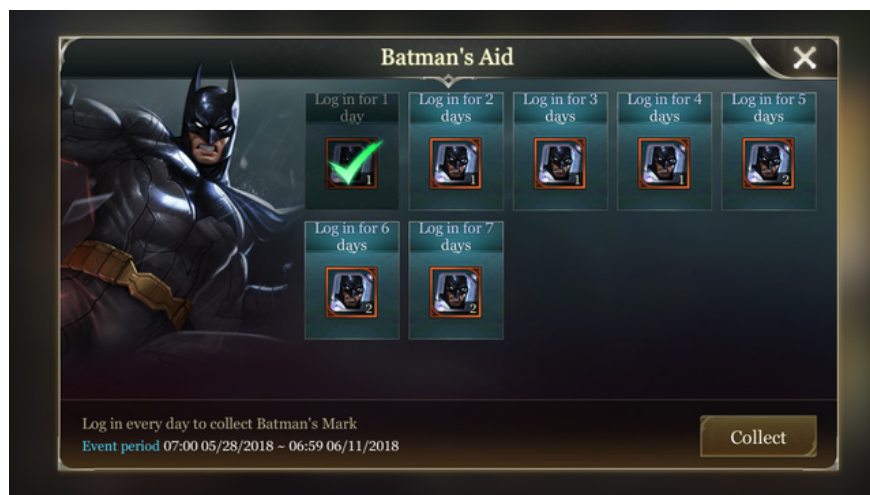 Batman's Aid
Log in for 1
day
1
Log in for 2
days
1
Log in for 3
days
1
Log in for 4
days
1
Log in for 5
days
2
Log in for 6
days
2
Log in for 7
days
2
Log in every day to collect Batman's Mark
Event period 07:00 05/28/2018 ~ 06:59 06/11/2018
Collect